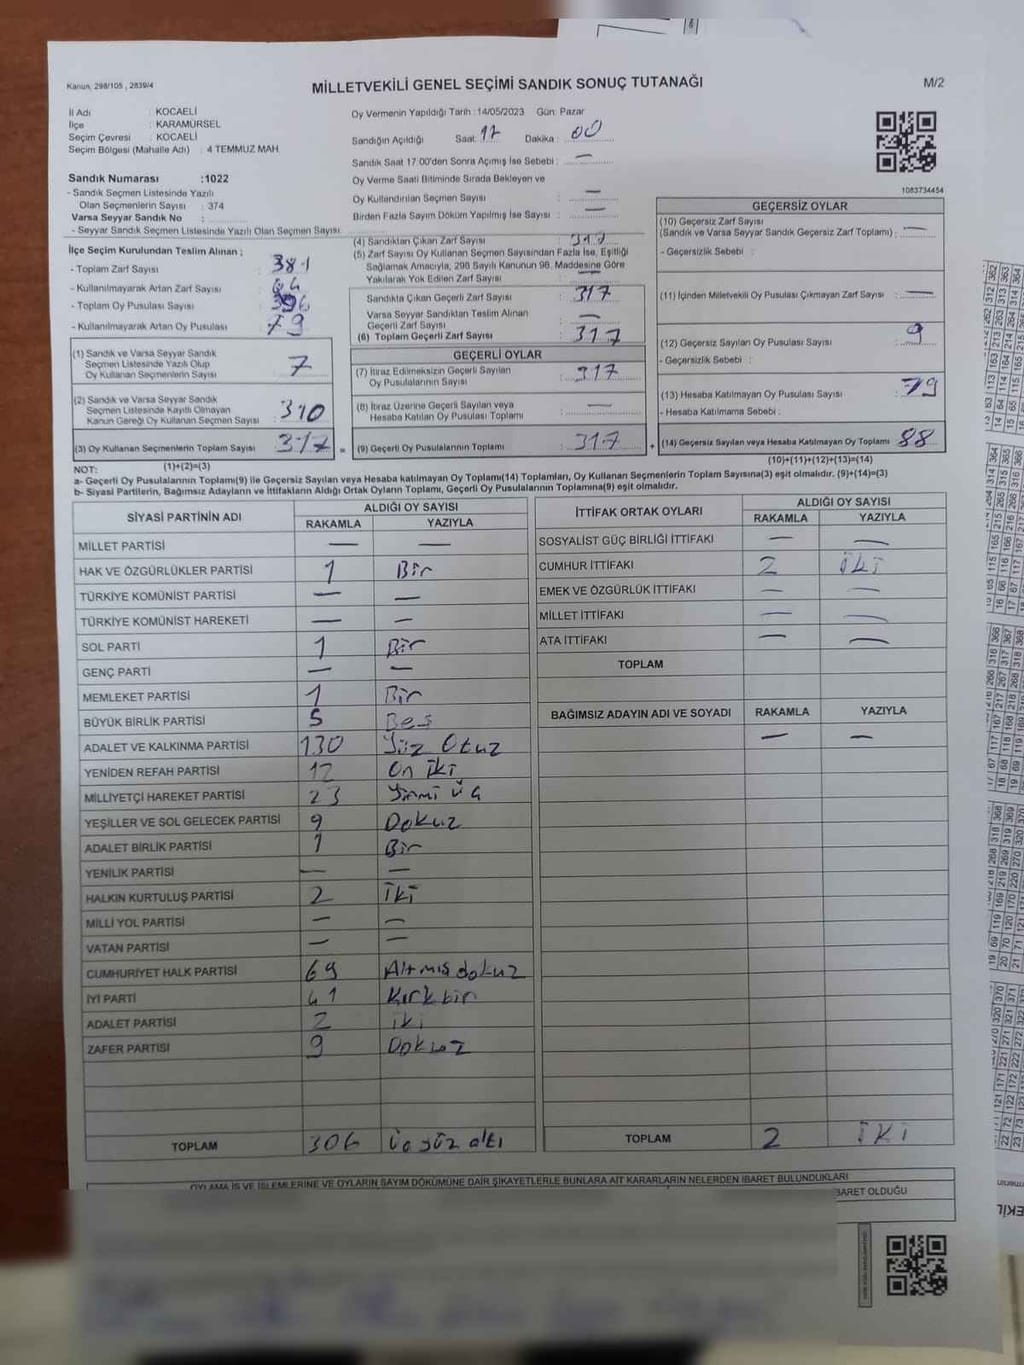 Kanun, 298/105 , 2839/4
MİLLETVEKİLİ GENEL SEÇİMİ SANDIK SONUÇ TUTANAĞI
M/2
İl Adı : KOCAELİ
İlçe : KARAMÜRSEL
Seçim Çevresi : KOCAELİ
Seçim Bölgesi (Mahalle Adı) : 4 TEMMUZ MAH.
Sandık Numarası :1022
- Sandık Seçmen Listesinde Yazılı
Olan Seçmenlerin Sayısı : 374
Varsa Seyyar Sandık No :
- Seyyar Sandık Seçmen Listesinde Yazılı Olan Seçmen Sayısı
Oy Vermenin Yapıldığı Tarih :14/05/2023 Gün: Pazar
Sandığın Açıldığı Saat: 17 Dakika : 00
Sandık Saat 17:00'den Sonra Açımış İse Sebebi : —
Oy Verme Saati Bitiminde Sırada Bekleyen ve
Oy Kullandırılan Seçmen Sayısı : —
Birden Fazla Sayım Döküm Yapılmış İse Sayısı : —
1083734454
İlçe Seçim Kurulundan Teslim Alınan ;
- Toplam Zarf Sayısı : 381
- Kullanılmayarak Artan Zarf Sayısı : 64
- Toplam Oy Pusulası Sayısı : 396
- Kullanılmayarak Artan Oy Pusulası : 79
(1) Sandık ve Varsa Seyyar Sandık
Seçmen Listesinde Yazılı Olup
Oy Kullanan Seçmenlerin Sayısı 7
(2) Sandık ve Varsa Seyyar Sandık
Seçmen Listesinde Kayıtlı Olmayan
Kanun Gereği Oy Kullanan Seçmen Sayısı 310
(3) Oy Kullanan Seçmenlerin Toplam Sayısı 317 =
(1)+(2)=(3)
(4) Sandıktan Çıkan Zarf Sayısı : 317
(5) Zarf Sayısı Oy Kullanan Seçmen Sayısından Fazla İse, Eşitliği
Sağlamak Amacıyla, 298 Sayılı Kanunun 98. Maddesine Göre
Yakılarak Yok Edilen Zarf Sayısı : —
Sandıkta Çıkan Geçerli Zarf Sayısı : 317
Varsa Seyyar Sandıktan Teslim Alınan
Geçerli Zarf Sayısı : —
(6) Toplam Geçerli Zarf Sayısı : 317
GEÇERLİ OYLAR
(7) İtiraz Edilmeksizin Geçerli Sayılan
Oy Pusulalarının Sayısı : 317
(8) İtiraz Üzerine Geçerli Sayılan veya
Hesaba Katılan Oy Pusulası Toplamı : —
(9) Geçerli Oy Pusulalarının Toplamı : 317 +
GEÇERSİZ OYLAR
(10) Geçersiz Zarf Sayısı
(Sandık ve Varsa Seyyar Sandık Geçersiz Zarf Toplamı) : —
- Geçersizlik Sebebi :
(11) İçinden Milletvekili Oy Pusulası Çıkmayan Zarf Sayısı : —
(12) Geçersiz Sayılan Oy Pusulası Sayısı : 9
- Geçersizlik Sebebi :
(13) Hesaba Katılmayan Oy Pusulası Sayısı : 79
- Hesaba Katılmama Sebebi :
(14) Geçersiz Sayılan veya Hesaba Katılmayan Oy Toplamı 88
(10)+(11)+(12)+(13)=(14)
NOT:
a- Geçerli Oy Pusulalarının Toplamı(9) ile Geçersiz Sayılan veya Hesaba katılmayan Oy Toplamı(14) Toplamları, Oy Kullanan Seçmenlerin Toplam Sayısına(3) eşit olmalıdır. (9)+(14)=(3)
b- Siyasi Partilerin, Bağımsız Adayların ve İttifakların Aldığı Ortak Oyların Toplamı, Geçerli Oy Pusulalarının Toplamına(9) eşit olmalıdır.
SİYASİ PARTİNİN ADI ALDIĞI OY SAYISI
RAKAMLA YAZIYLA
MİLLET PARTİSİ — —
HAK VE ÖZGÜRLÜKLER PARTİSİ 1 Bir
TÜRKİYE KOMÜNİST PARTİSİ — —
TÜRKİYE KOMÜNİST HAREKETİ — —
SOL PARTİ 1 Bir
GENÇ PARTİ — —
MEMLEKET PARTİSİ 1 Bir
BÜYÜK BİRLİK PARTİSİ 5 Beş
ADALET VE KALKINMA PARTİSİ 130 Yüz Otuz
YENİDEN REFAH PARTİSİ 12 On iki
MİLLİYETÇİ HAREKET PARTİSİ 23 Yirmi üç
YEŞİLLER VE SOL GELECEK PARTİSİ 9 Dokuz
ADALET BİRLİK PARTİSİ 1 Bir
YENİLİK PARTİSİ — —
HALKIN KURTULUŞ PARTİSİ 2 İki
MİLLİ YOL PARTİSİ — —
VATAN PARTİSİ — —
CUMHURİYET HALK PARTİSİ 69 Altmış dokuz
İYİ PARTİ 41 Kırk bir
ADALET PARTİSİ 2 iki
ZAFER PARTİSİ 9 Dokuz
TOPLAM 306 üç yüz altı
İTTİFAK ORTAK OYLARI ALDIĞI OY SAYISI
RAKAMLA YAZIYLA
SOSYALİST GÜÇ BİRLİĞİ İTTİFAKI — —
CUMHUR İTTİFAKI 2 iki
EMEK VE ÖZGÜRLÜK İTTİFAKI — —
MİLLET İTTİFAKI — —
ATA İTTİFAKI — —
TOPLAM
BAĞIMSIZ ADAYIN ADI VE SOYADI RAKAMLA YAZIYLA
— —
TOPLAM 2 İKİ
OYLAMA İŞ VE İŞLEMLERİNE VE OYLARIN SAYIM DÖKÜMÜNE DAİR ŞİKAYETLERLE BUNLARA AİT KARARLARIN NELERDEN İBARET BULUNDUKLARI
BARET OLDUĞU